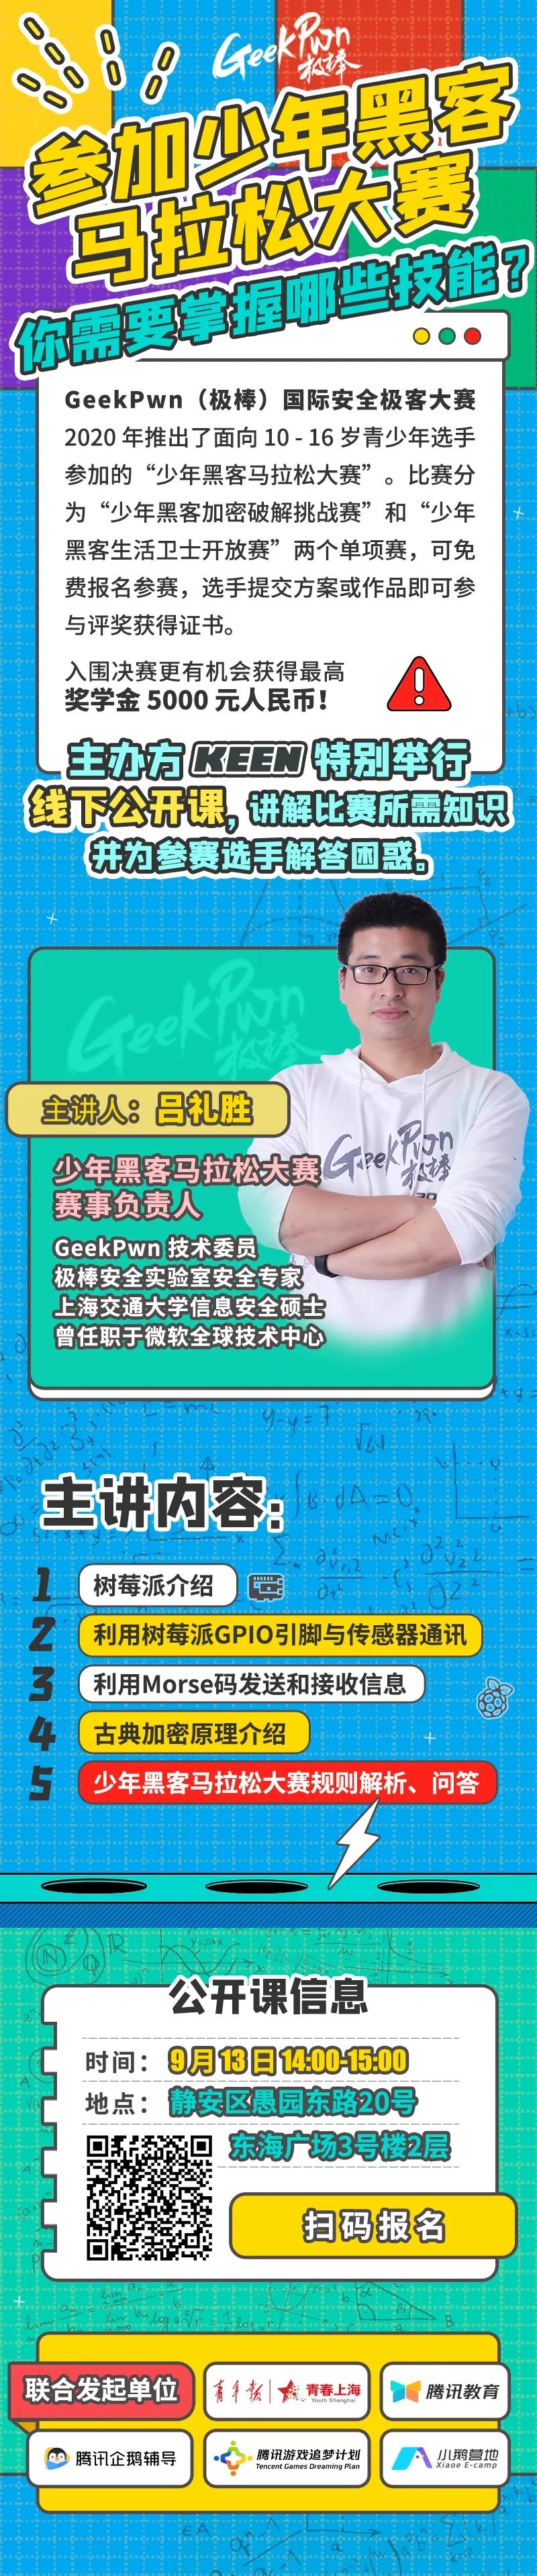 GeekPwn
极棒
参加少年黑客
马拉松大赛
你需要掌握哪些技能？
GeekPwn（极棒）国际安全极客大赛
2020 年推出了面向 10 - 16 岁青少年选手
参加的“少年黑客马拉松大赛”。比赛分
为“少年黑客加密破解挑战赛”和“少年
黑客生活卫士开放赛”两个单项赛，可免
费报名参赛，选手提交方案或作品即可参
与评奖获得证书。
入围决赛更有机会获得最高
奖学金 5000 元人民币！
主办方 KEEN 特别举行
线下公开课，讲解比赛所需知识
并为参赛选手解答困惑。
GeekPwn
极棒
GeekPwn
极棒
主讲人：吕礼胜
少年黑客马拉松大赛
赛事负责人
GeekPwn 技术委员
极棒安全实验室安全专家
上海交通大学信息安全硕士
曾任职于微软全球技术中心
主讲内容：
1 树莓派介绍
2 利用树莓派GPIO引脚与传感器通讯
3 利用Morse码发送和接收信息
4 古典加密原理介绍
5 少年黑客马拉松大赛规则解析、问答
公开课信息
时间： 9月13日 14:00-15:00
地点： 静安区愚园东路20号
东海广场3号楼2层
扫码报名
联合发起单位
青年报 青春上海
Youth Shanghai
腾讯教育
腾讯企鹅辅导
腾讯游戏追梦计划
Tencent Games Dreaming Plan
小鹅营地
Xiaoe E-camp